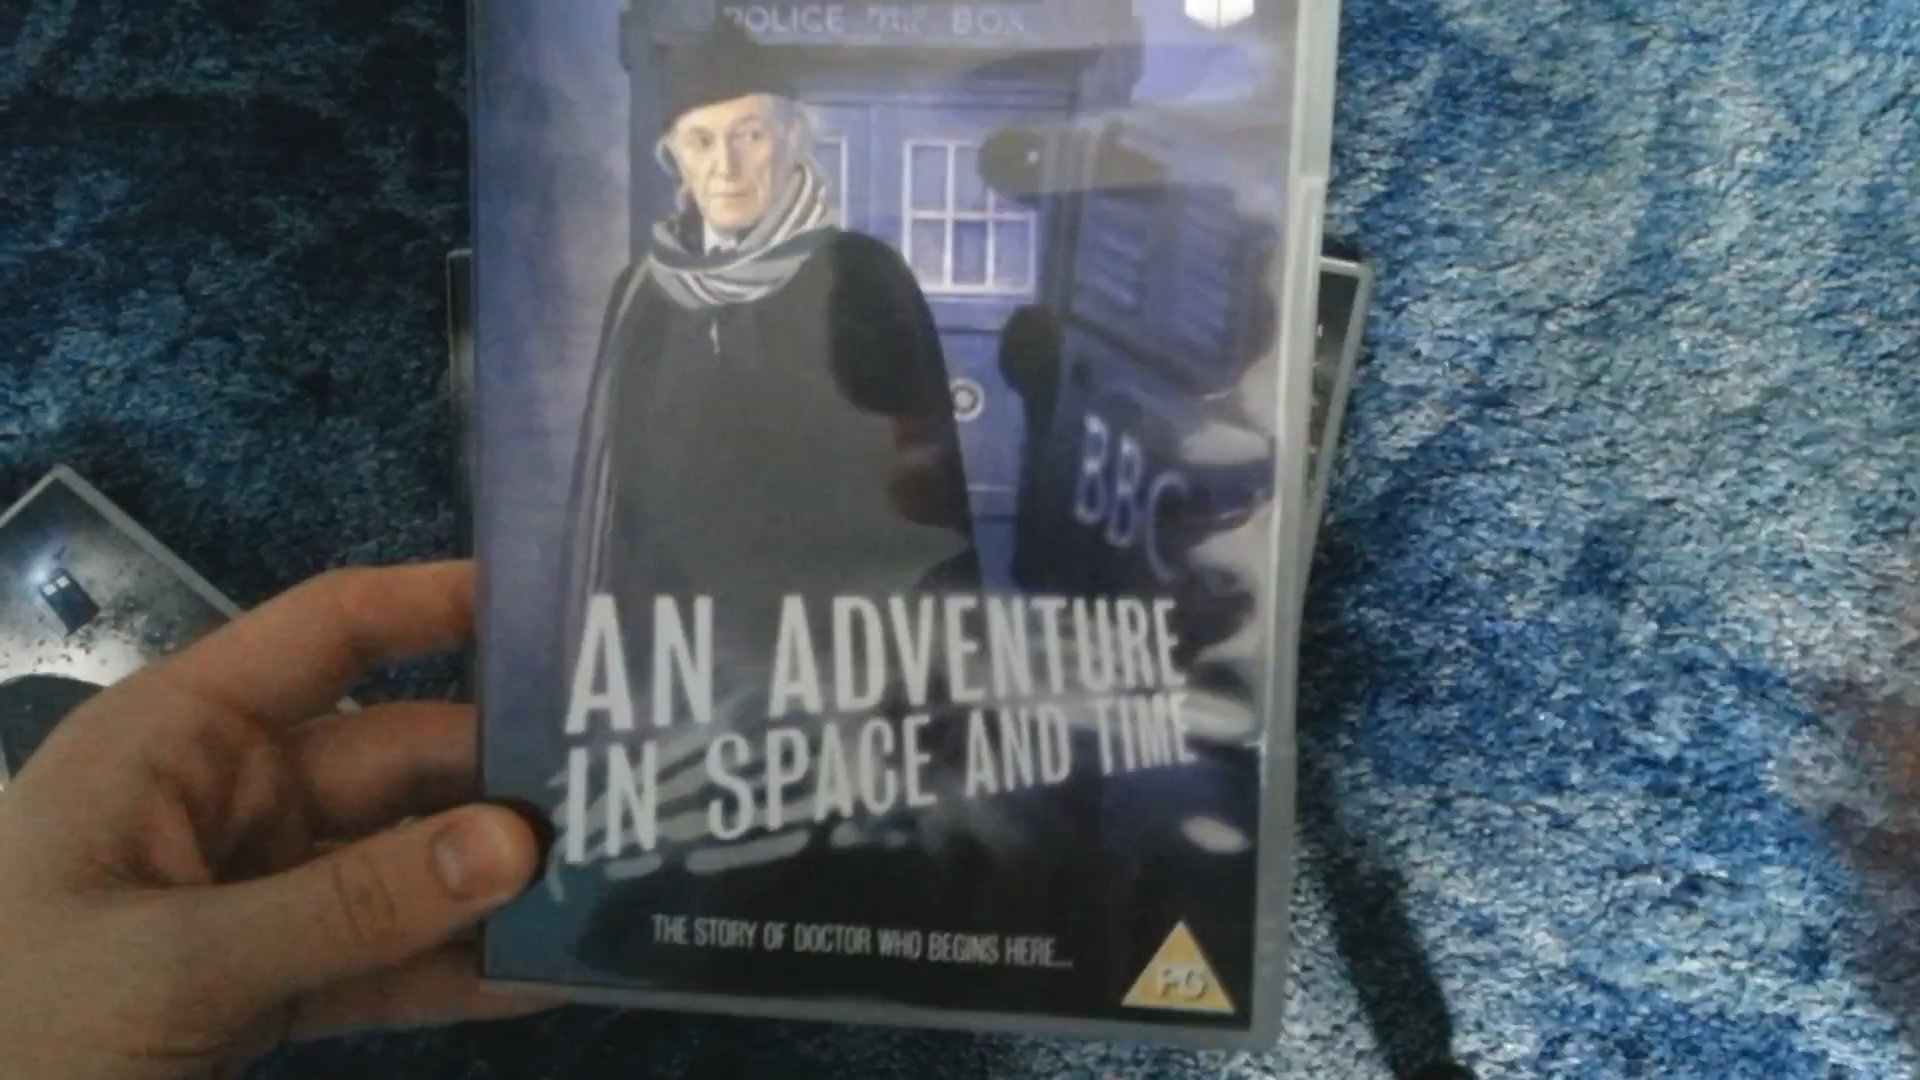 POLICE BOX
BBC
AN ADVENTURE
IN SPACE AND TIME
THE STORY OF DOCTOR WHO BEGINS HERE...
PG